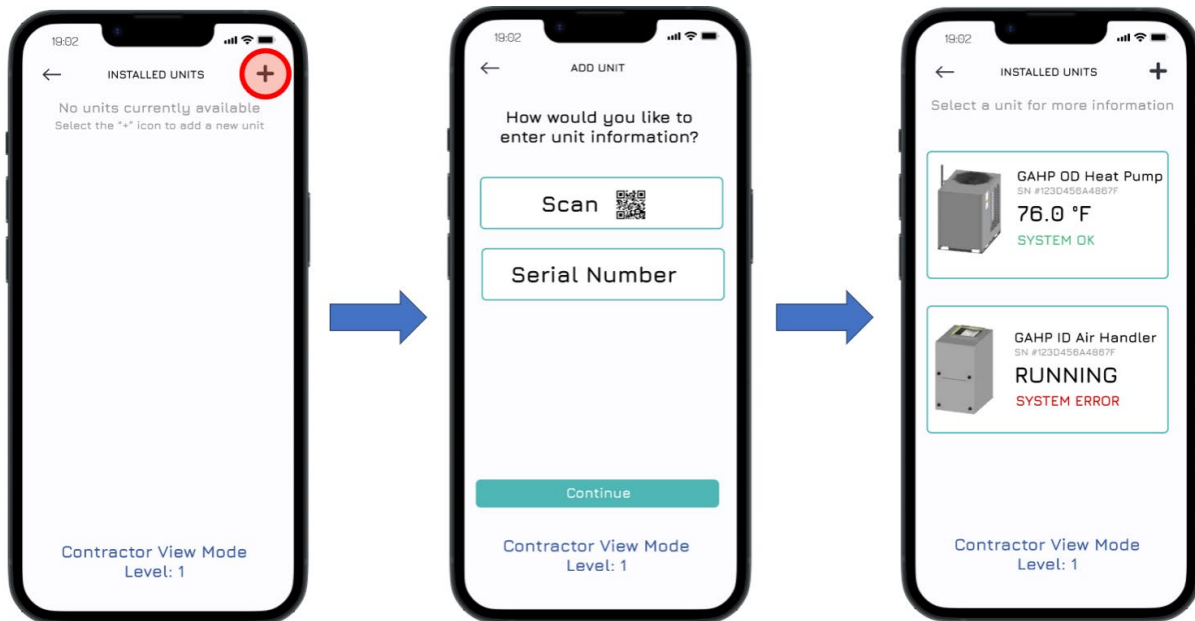 19:02
INSTALLED UNITS
No units currently available
Select the "+" icon to add a new unit
Contractor View Mode
Level: 1
19:02
ADD UNIT
How would you like to
enter unit information?
Scan
Serial Number
Continue
Contractor View Mode
Level: 1
19:02
INSTALLED UNITS
Select a unit for more information
GAHP OD Heat Pump
SN #123D456A4867F
76.0 °F
SYSTEM OK
GAHP ID Air Handler
SN #123D456A4867F
RUNNING
SYSTEM ERROR
Contractor View Mode
Level: 1